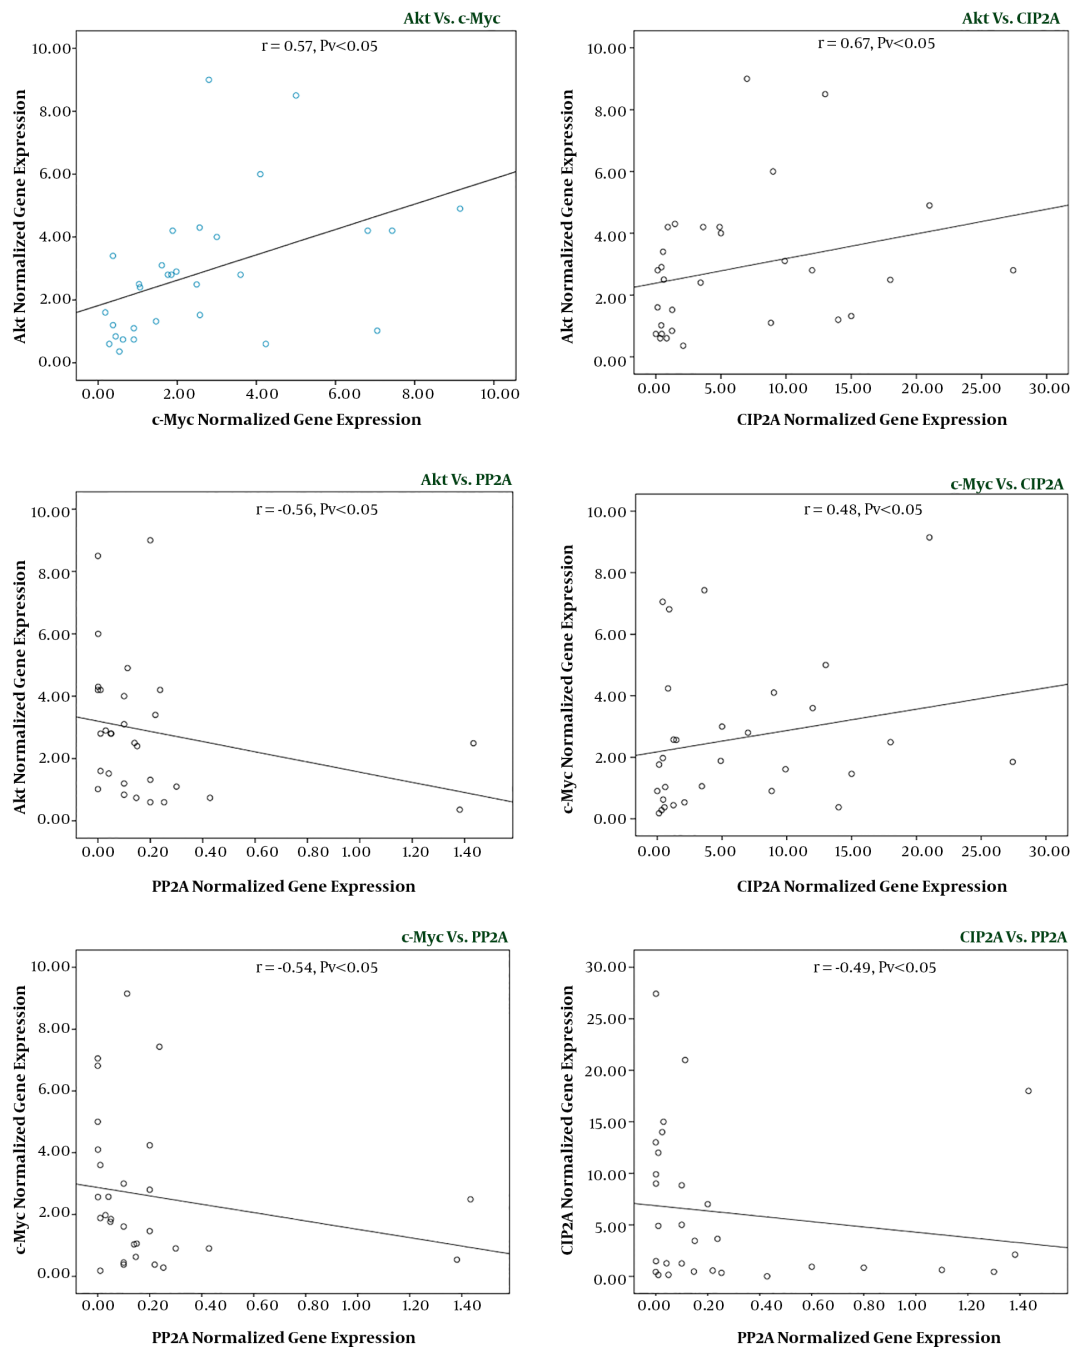 Akt Vs. c-Myc
r = 0.57, Pv<0.05
Akt Normalized Gene Expression
10.00
8.00
6.00
4.00
2.00
0.00
0.00 2.00 4.00 6.00 8.00 10.00
c-Myc Normalized Gene Expression
Akt Vs. CIP2A
r = 0.67, Pv<0.05
Akt Normalized Gene Expression
10.00
8.00
6.00
4.00
2.00
0.00
0.00 5.00 10.00 15.00 20.00 25.00 30.00
CIP2A Normalized Gene Expression
Akt Vs. PP2A
r = -0.56, Pv<0.05
Akt Normalized Gene Expression
10.00
8.00
6.00
4.00
2.00
0.00
0.00 0.20 0.40 0.60 0.80 1.00 1.20 1.40
PP2A Normalized Gene Expression
c-Myc Vs. CIP2A
r = 0.48, Pv<0.05
c-Myc Normalized Gene Expression
10.00
8.00
6.00
4.00
2.00
0.00
0.00 5.00 10.00 15.00 20.00 25.00 30.00
CIP2A Normalized Gene Expression
c-Myc Vs. PP2A
r = -0.54, Pv<0.05
c-Myc Normalized Gene Expression
10.00
8.00
6.00
4.00
2.00
0.00
0.00 0.20 0.40 0.60 0.80 1.00 1.20 1.40
PP2A Normalized Gene Expression
CIP2A Vs. PP2A
r = -0.49, Pv<0.05
CIP2A Normalized Gene Expression
30.00
25.00
20.00
15.00
10.00
5.00
0.00
0.00 0.20 0.40 0.60 0.80 1.00 1.20 1.40
PP2A Normalized Gene Expression